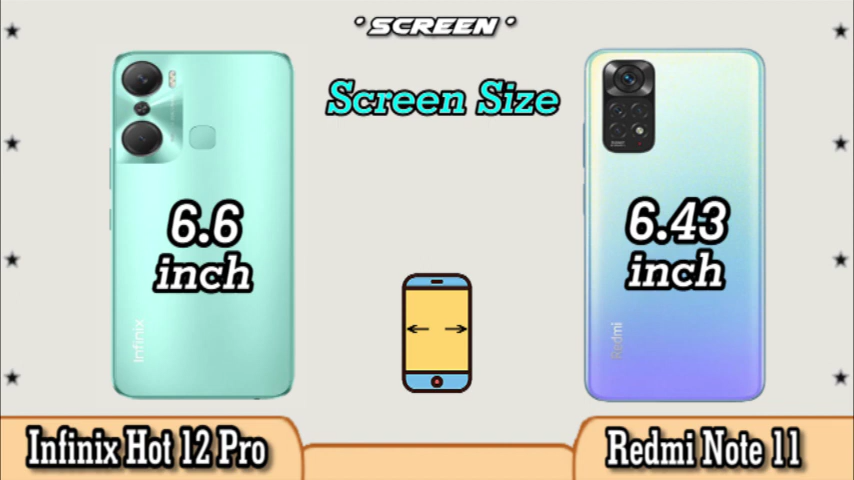 ' SCREEN '
Screen Size
6.6
inch
6.43
inch
Infinix
Redmi
Infinix Hot 12 Pro
Redmi Note 11